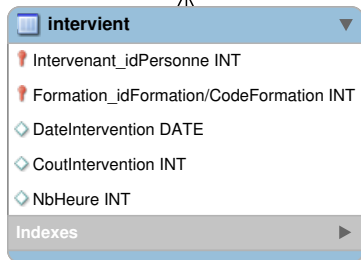 intervient
Intervenant_idPersonne INT
Formation_idFormation/CodeFormation INT
DateIntervention DATE
CoutIntervention INT
NbHeure INT
Indexes